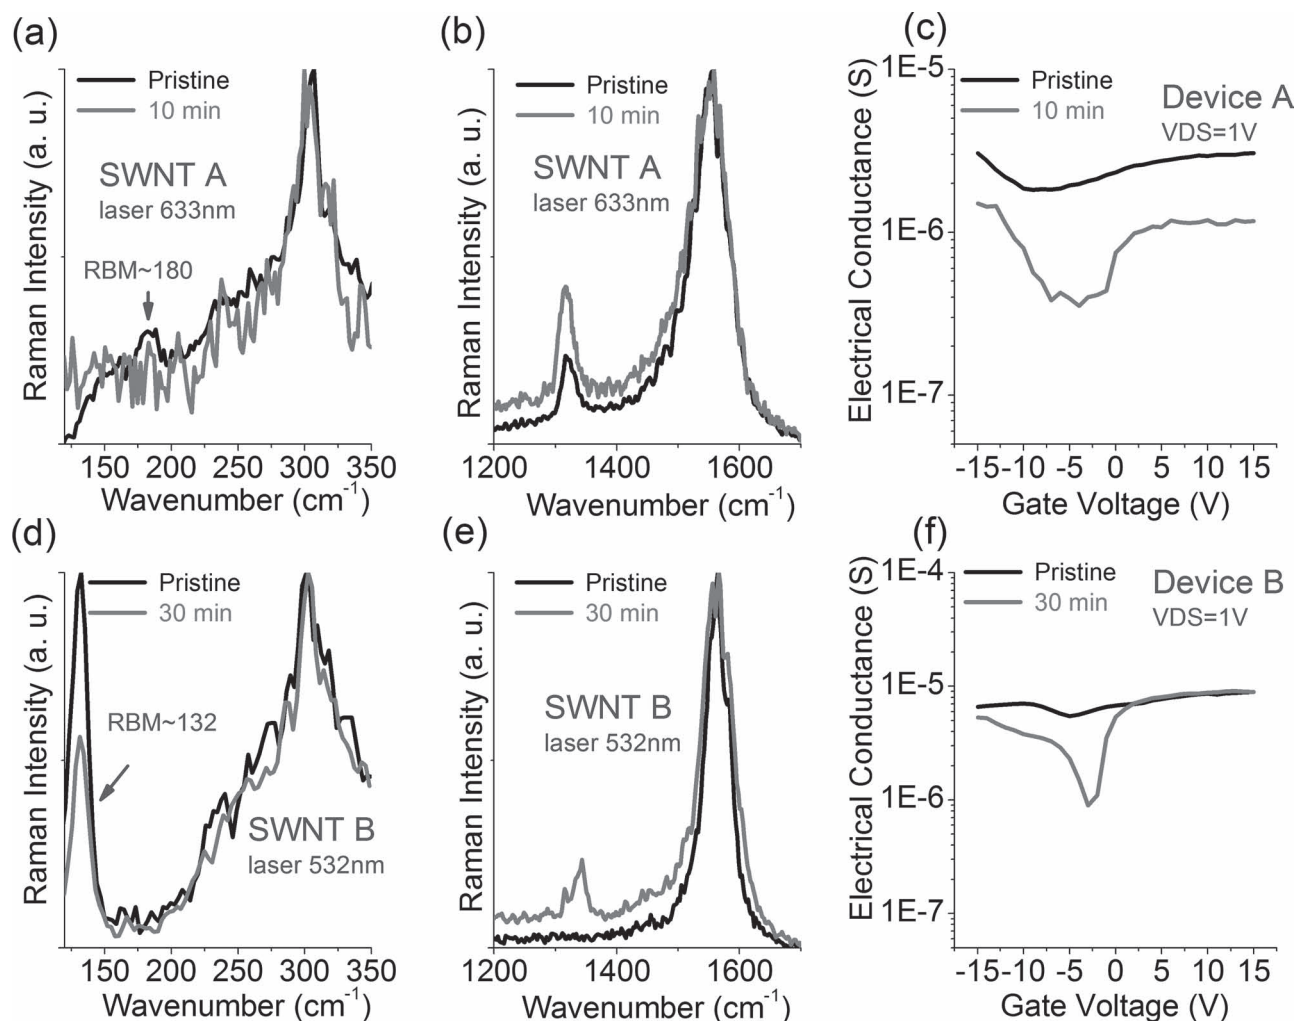 (a)
Pristine
10 min
SWNT A
laser 633nm
RBM~180
Raman Intensity (a. u.)
150 200 250 300 350
Wavenumber (cm-1)
(b)
Pristine
10 min
SWNT A
laser 633nm
Raman Intensity (a. u.)
1200 1400 1600
Wavenumber (cm-1)
(c)
1E-5
Pristine
10 min
Device A
VDS=1V
1E-6
1E-7
Electrical Conductance (S)
-15 -10 -5 0 5 10 15
Gate Voltage (V)
(d)
Pristine
30 min
RBM~132
SWNT B
laser 532nm
Raman Intensity (a. u.)
150 200 250 300 350
Wavenumber (cm-1)
(e)
Pristine
30 min
SWNT B
laser 532nm
Raman Intensity (a. u.)
1200 1400 1600
Wavenumber (cm-1)
(f)
1E-4
Pristine
30 min
Device B
VDS=1V
1E-5
1E-6
1E-7
Electrical Conductance (S)
-15 -10 -5 0 5 10 15
Gate Voltage (V)